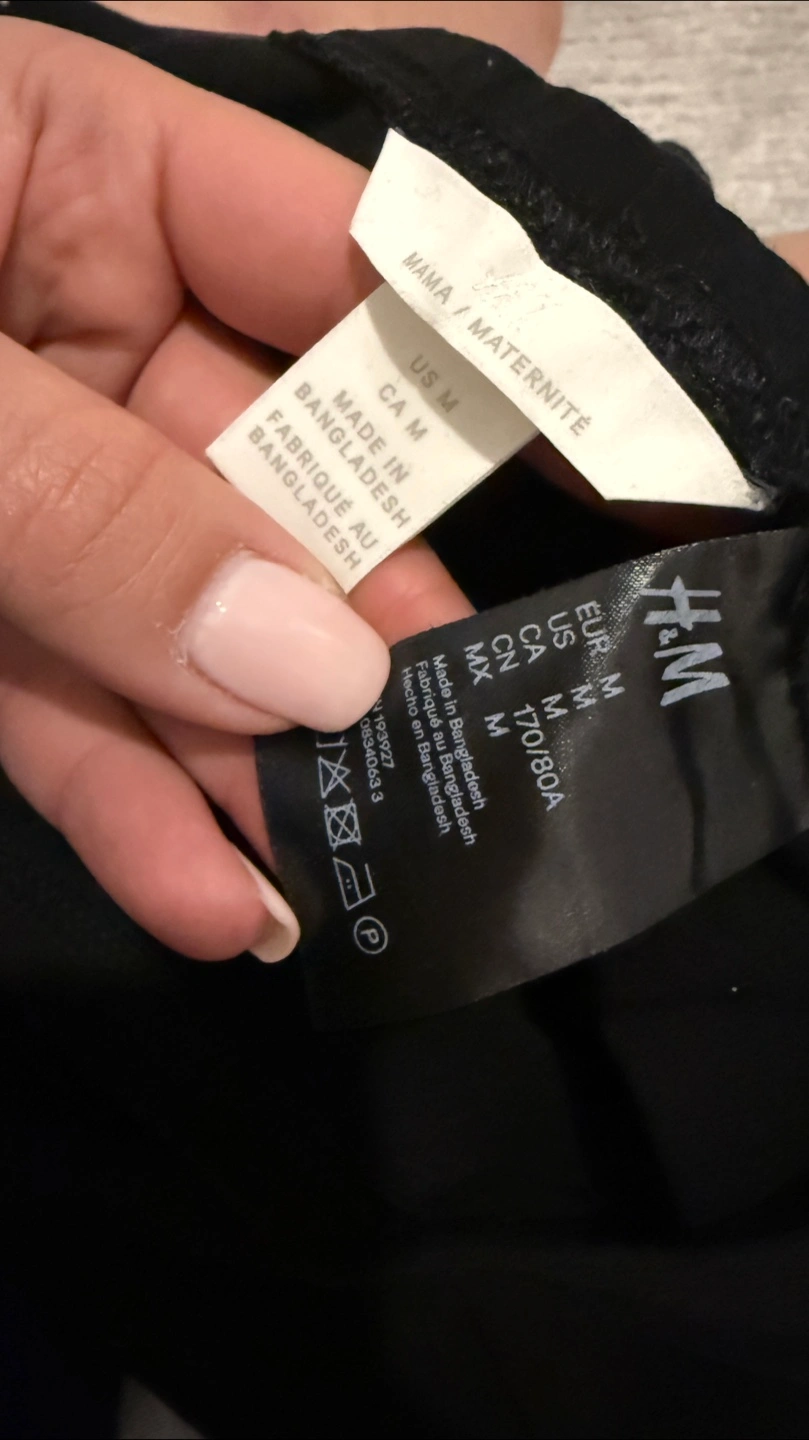 MAMA / MATERNITÉ
US M
CA M
MADE IN
BANGLADESH
FABRIQUÉ AU
BANGLADESH
H&M
EUR M
US M
CA M
CN 170/80A
MX M
Made in Bangladesh
Fabriqué au Bangladesh
Hecho en Bangladesh
193927
0834063 3
P